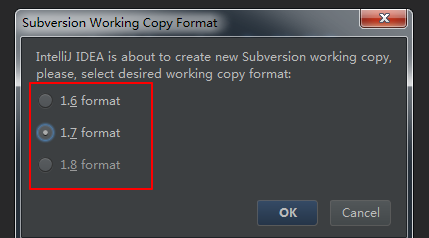 Subversion Working Copy Format
IntelliJ IDEA is about to create new Subversion working copy,
please, select desired working copy format:
1.6 format
1.7 format
1.8 format
OK
Cancel